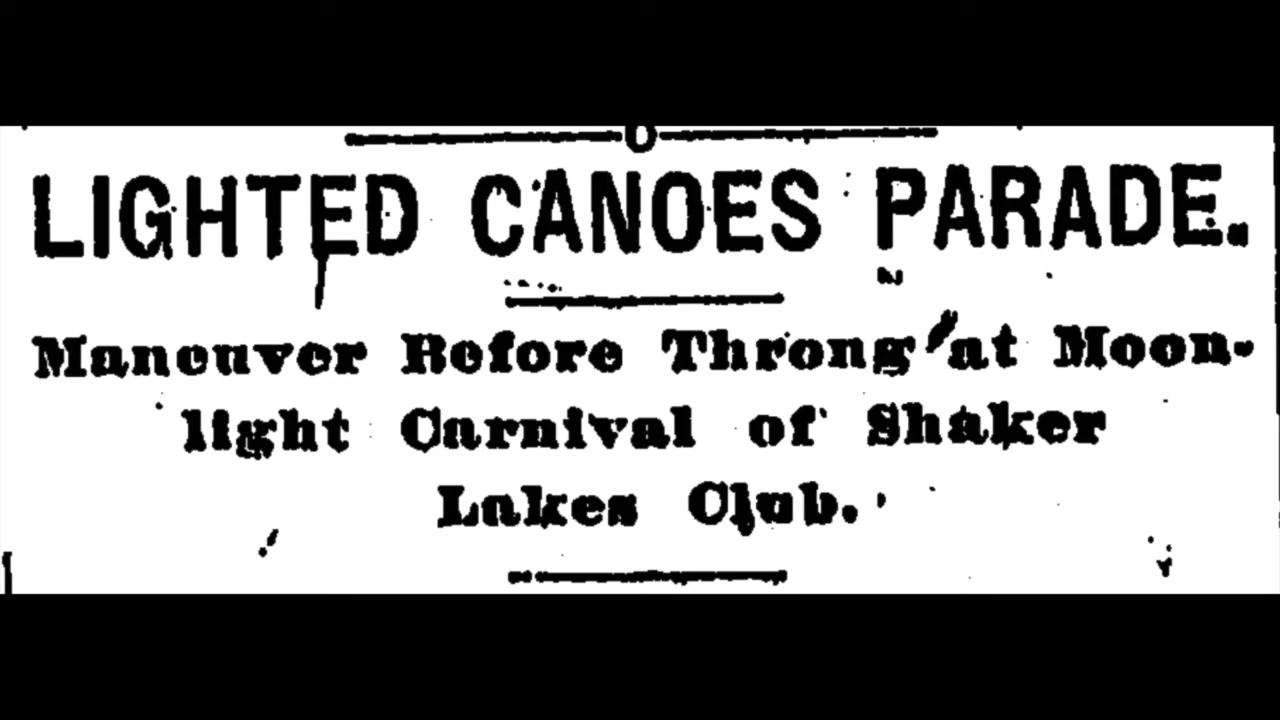 LIGHTED CANOES PARADE.
Maneuver Before Throng at Moon-
light Carnival of Shaker
Lakes Club.